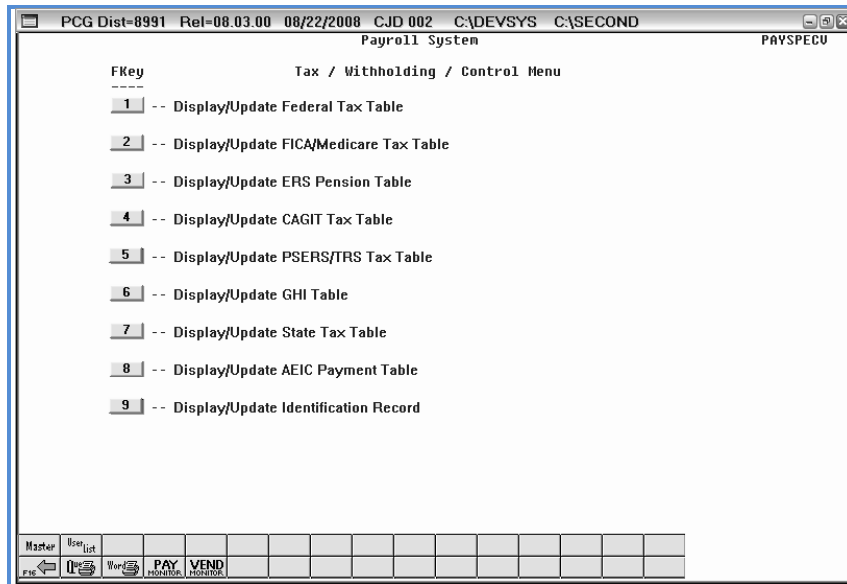 PCG Dist=8991 Rel=08.03.00 08/22/2008 CJD 002 C:\DEVSYS C:\SECOND
Payroll System PAYSPECV
FKey Tax / Withholding / Control Menu
----
1 -- Display/Update Federal Tax Table
2 -- Display/Update FICA/Medicare Tax Table
3 -- Display/Update ERS Pension Table
4 -- Display/Update CAGIT Tax Table
5 -- Display/Update PSERS/TRS Tax Table
6 -- Display/Update GHI Table
7 -- Display/Update State Tax Table
8 -- Display/Update AEIC Payment Table
9 -- Display/Update Identification Record
Master User List
F16 Que Word PAY MONITOR VEND MONITOR